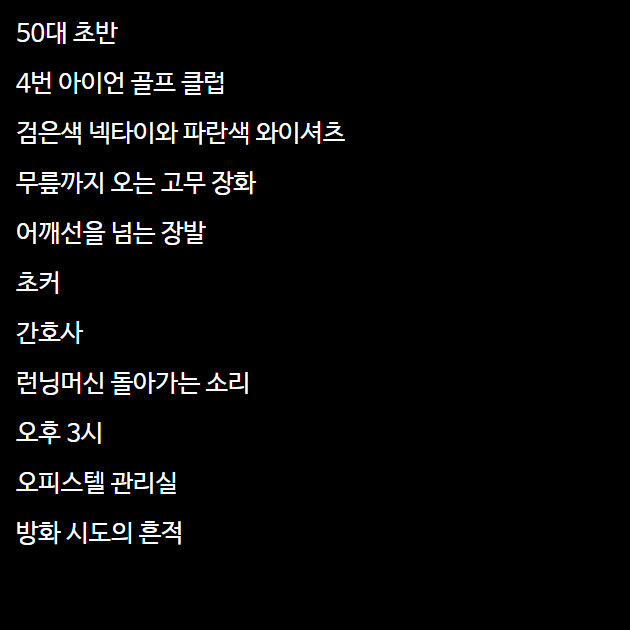 50대 초반
4번 아이언 골프 클럽
검은색 넥타이와 파란색 와이셔츠
무릎까지 오는 고무 장화
어깨선을 넘는 장발
초커
간호사
런닝머신 돌아가는 소리
오후 3시
오피스텔 관리실
방화 시도의 흔적